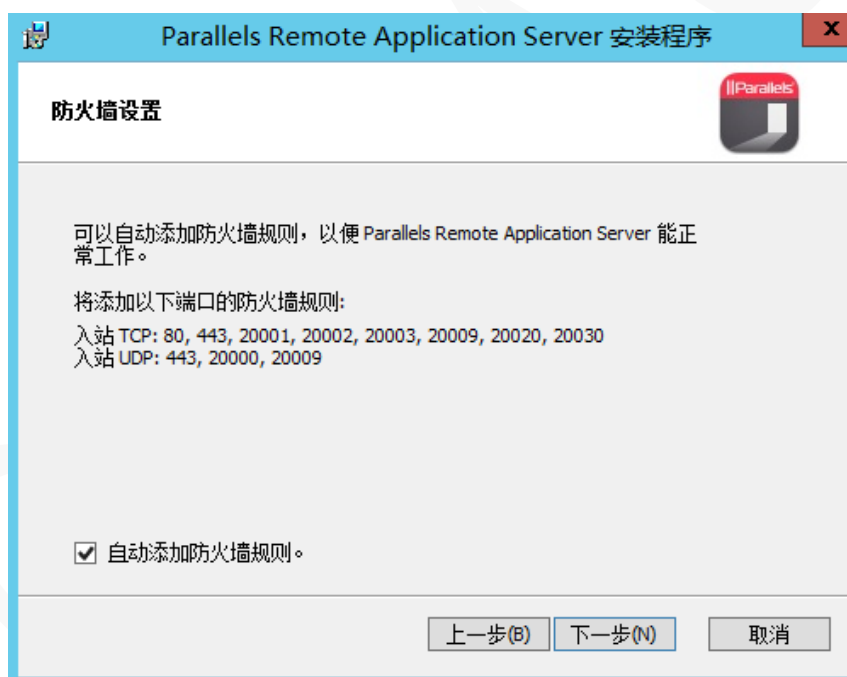 Parallels Remote Application Server 安装程序
x
防火墙设置
||Parallels
可以自动添加防火墙规则，以便 Parallels Remote Application Server 能正
常工作。
将添加以下端口的防火墙规则:
入站 TCP: 80, 443, 20001, 20002, 20003, 20009, 20020, 20030
入站 UDP: 443, 20000, 20009
自动添加防火墙规则。
上一步(B) 下一步(N) 取消